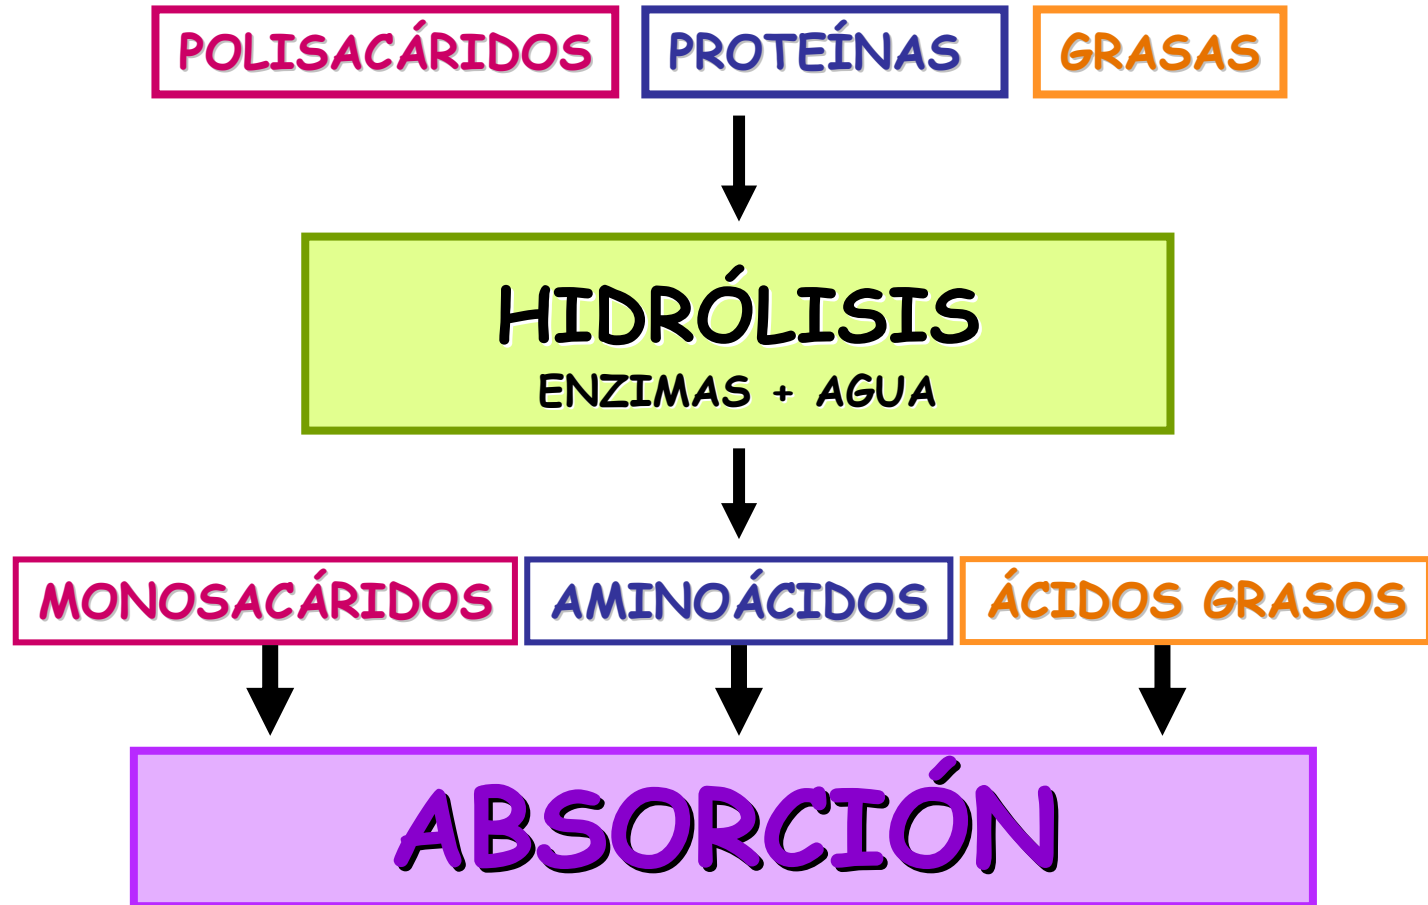 POLISACÁRIDOS PROTEÍNAS GRASAS
HIDRÓLISIS
ENZIMAS + AGUA
MONOSACÁRIDOS AMINOÁCIDOS ÁCIDOS GRASOS
ABSORCIÓN